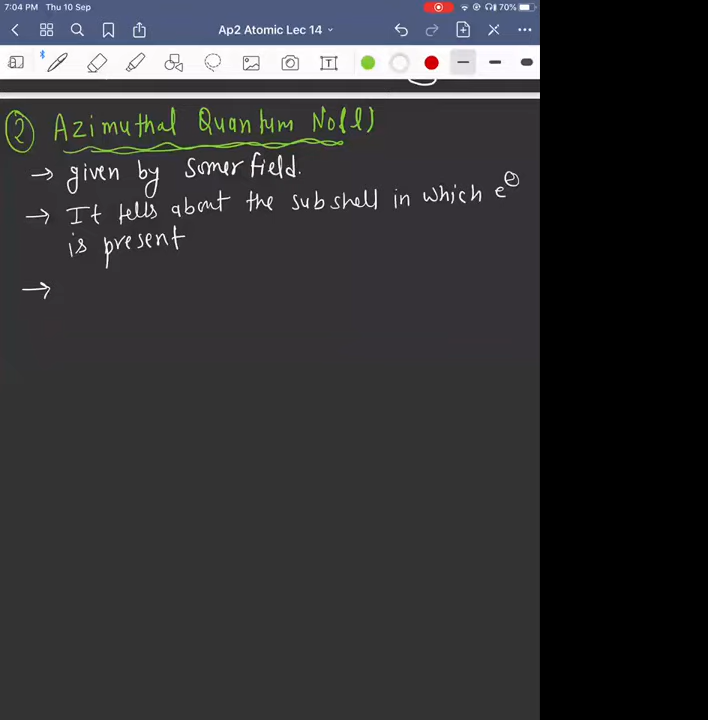 7:04 PM Thu 10 Sep 70%
Ap2 Atomic Lec 14
T
② Azimuthal Quantum No(l)
→ given by Somerfield.
→ It tells about the subshell in which e⊖
is present
→